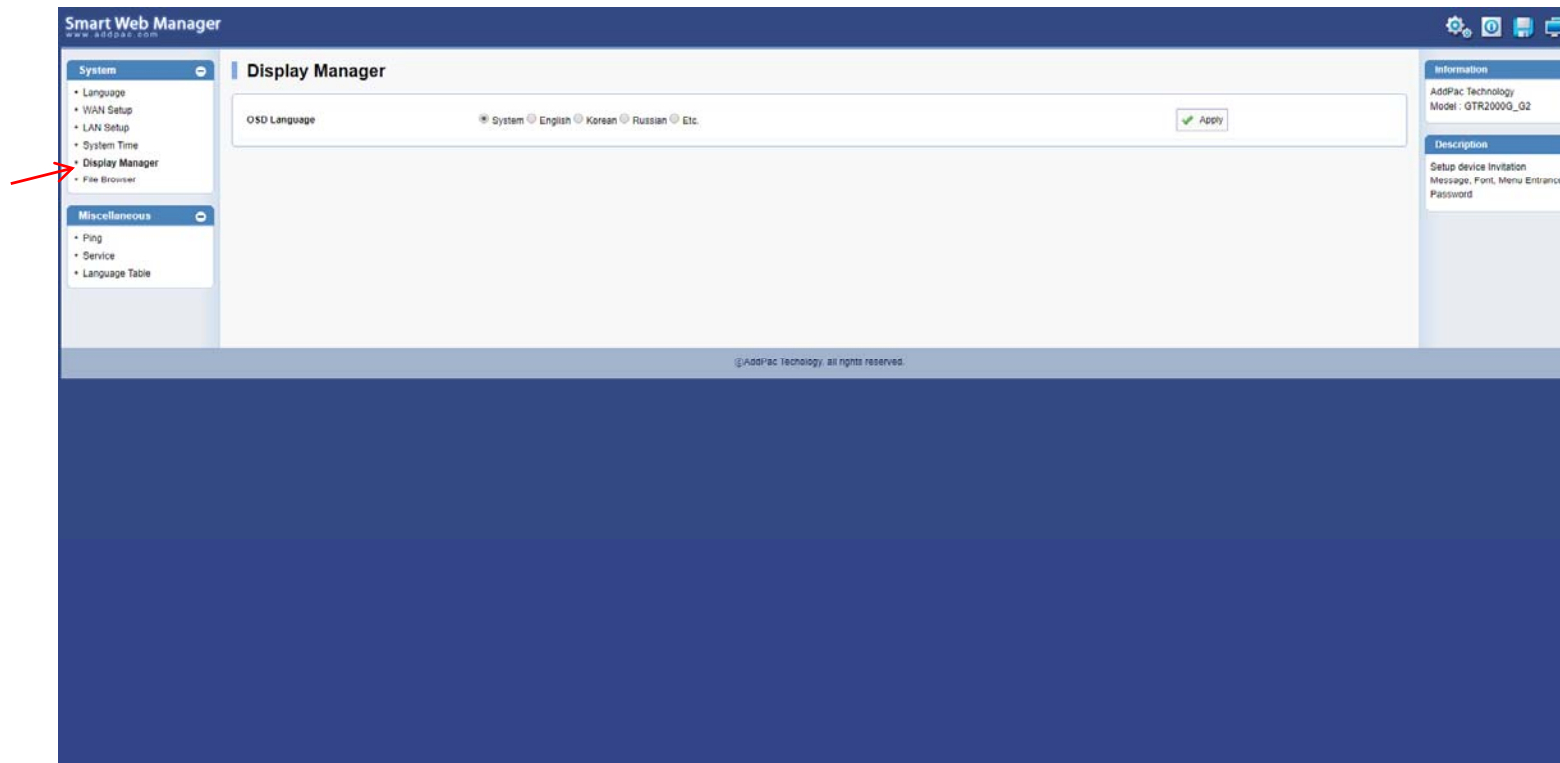 Smart Web Manager
www.addpac.com
System
Language
WAN Setup
LAN Setup
System Time
Display Manager
File Browser
Miscellaneous
Ping
Service
Language Table
Display Manager
OSD Language
System English Korean Russian Etc.
Apply
Information
AddPac Technology
Model : GTR2000G_G2
Description
Setup device Invitation
Message, Font, Menu Entrance
Password
ⓒAddPac Techology, all rights reserved.